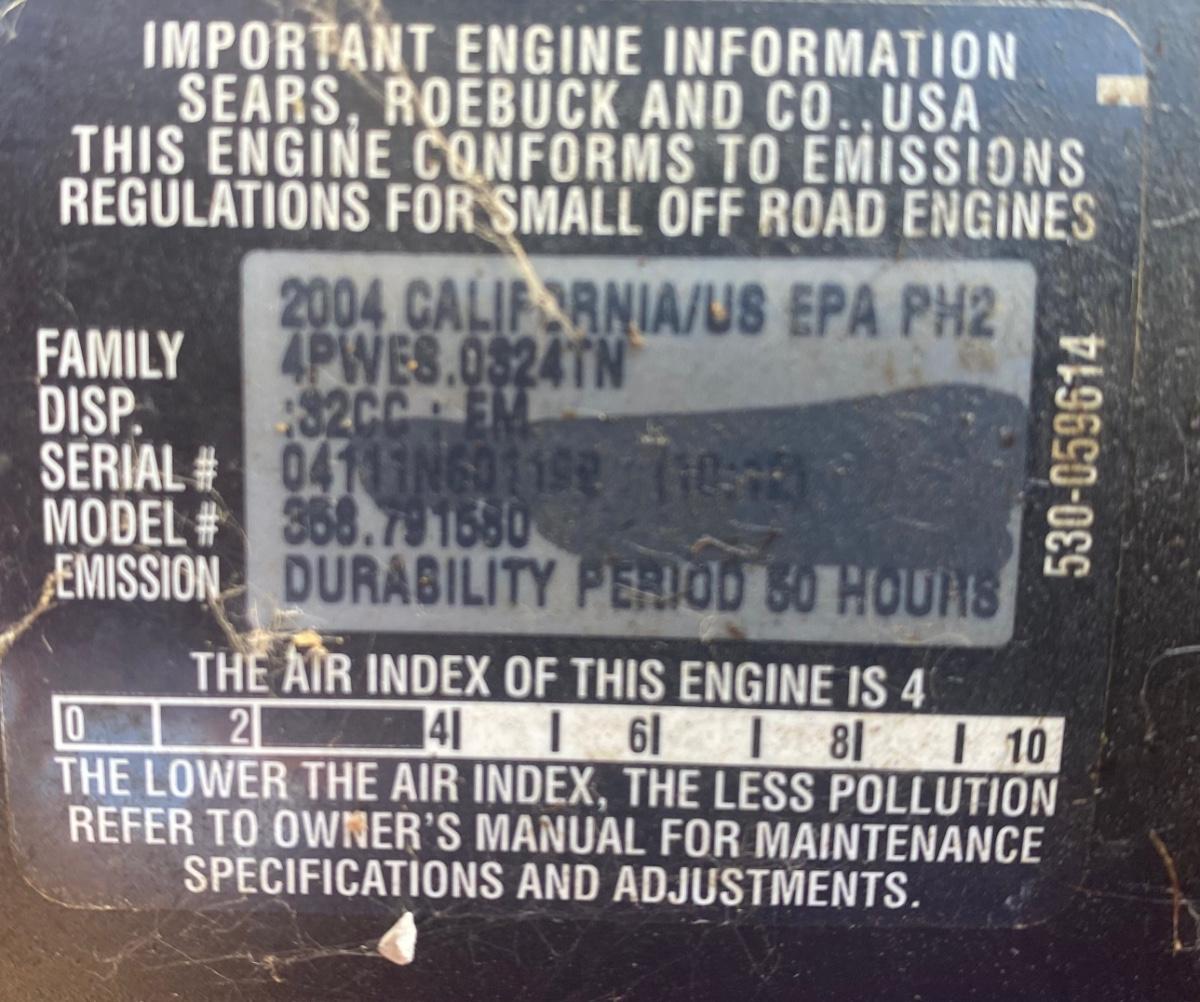 IMPORTANT ENGINE INFORMATION
SEARS, ROEBUCK AND CO., USA
THIS ENGINE CONFORMS TO EMISSIONS
REGULATIONS FOR SMALL OFF ROAD ENGINES
2004 CALIFORNIA/US EPA PH2
FAMILY 4PWES.0324TN
DISP. :32CC : EM
SERIAL #
MODEL #
EMISSION DURABILITY PERIOD 50 HOURS
530-059614
THE AIR INDEX OF THIS ENGINE IS 4
0 2 4 6 8 10
THE LOWER THE AIR INDEX, THE LESS POLLUTION
REFER TO OWNER'S MANUAL FOR MAINTENANCE
SPECIFICATIONS AND ADJUSTMENTS.